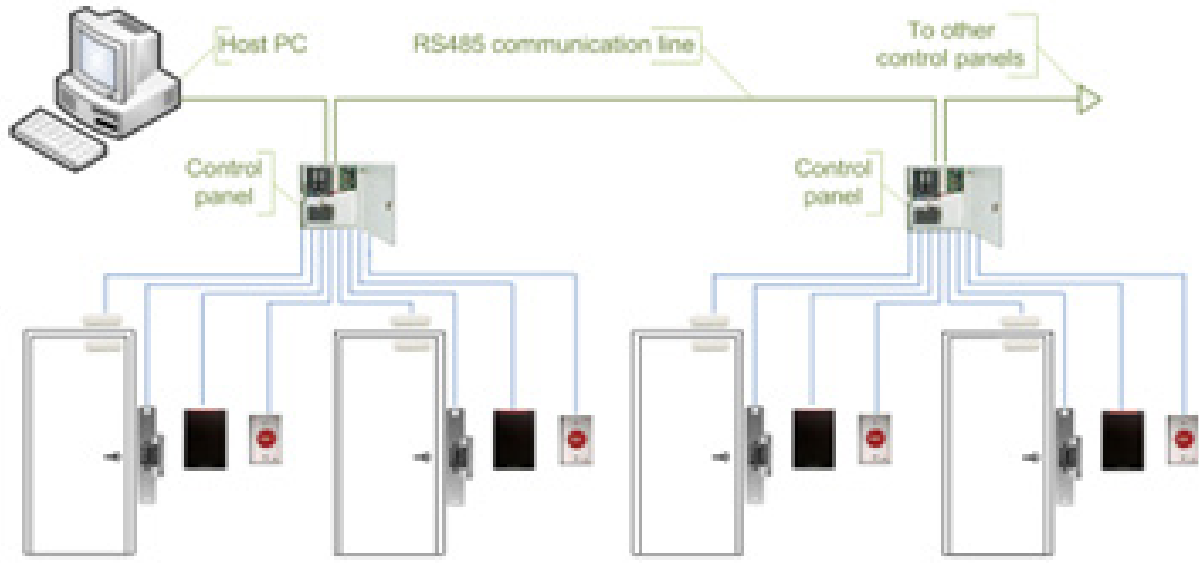 Host PC
RS485 communication line
To other
control panels
Control
panel
Control
panel